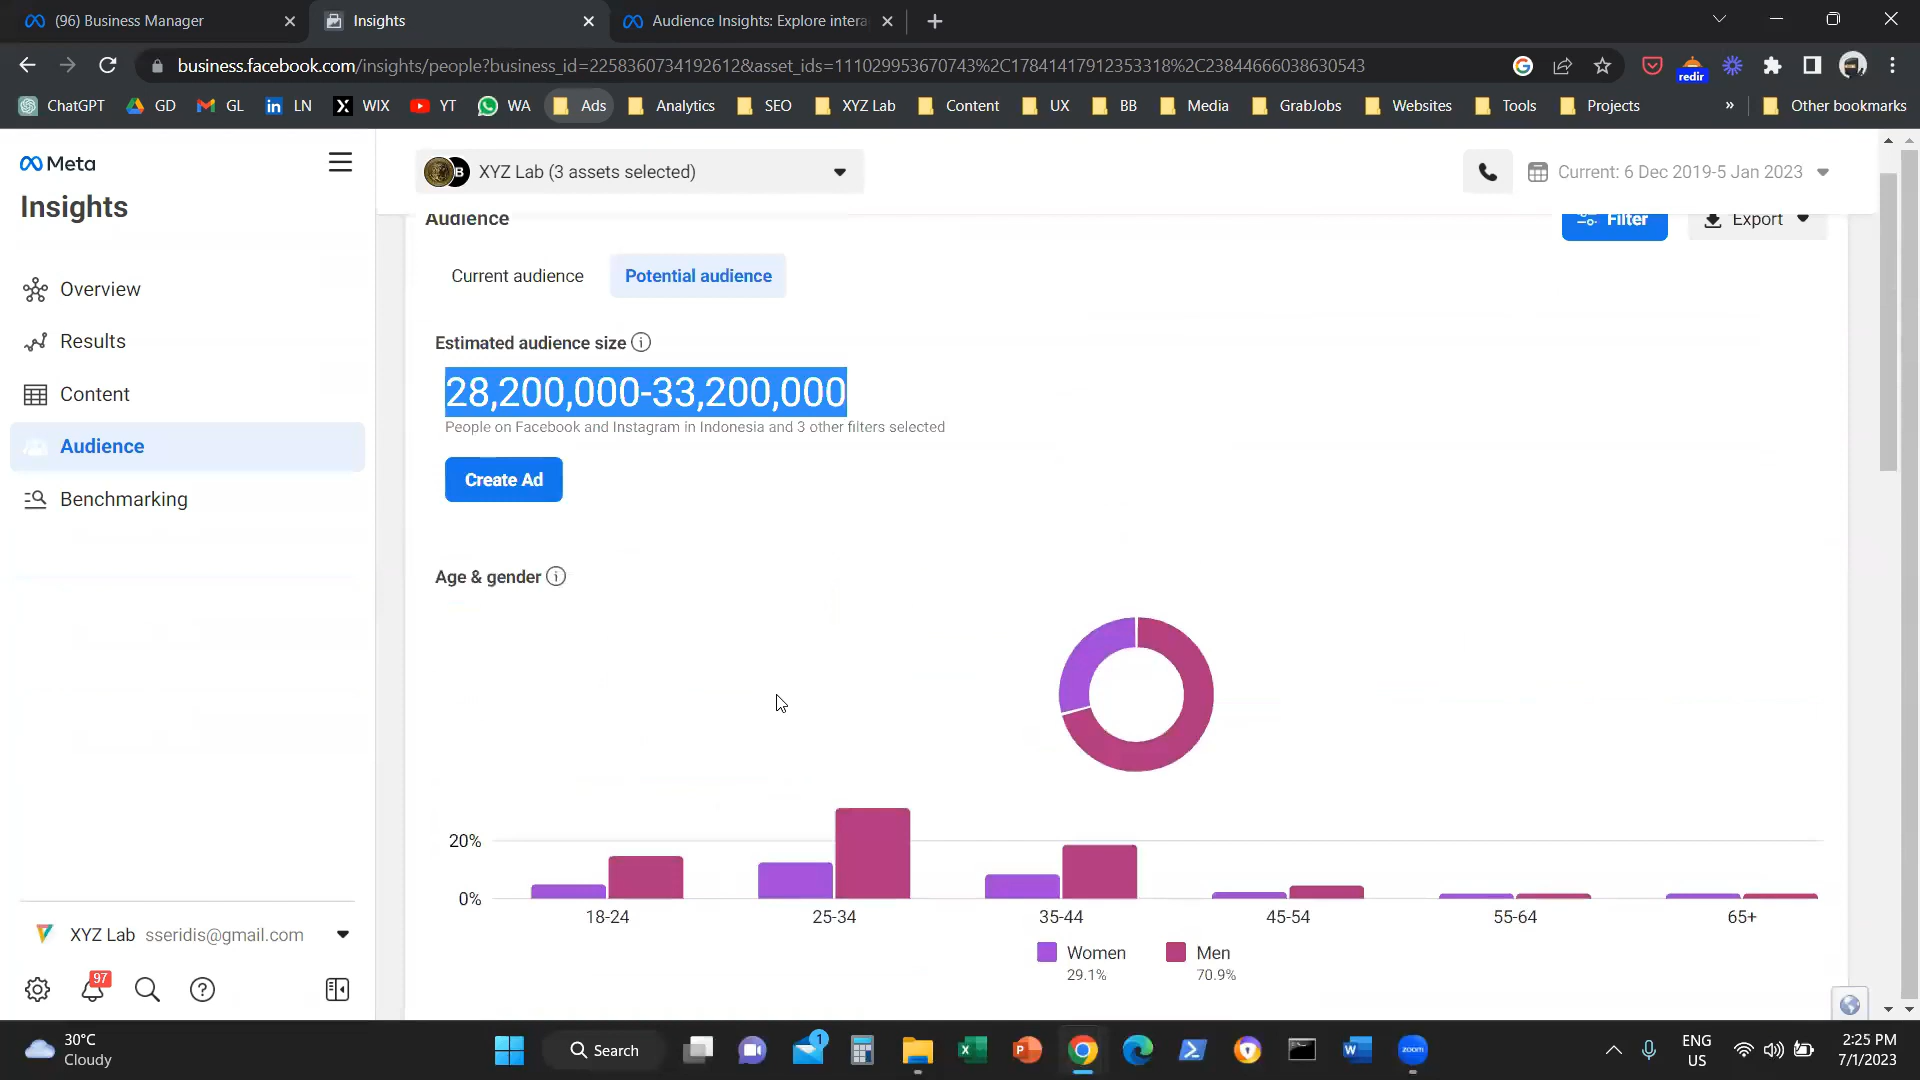 (96) Business Manager
Insights
Audience Insights: Explore intera
business.facebook.com/insights/people?business_id=2258360734192612&asset_ids=111029953670743%2C17841417912353318%2C23844666038630543
redir
ChatGPT GD GL LN WIX YT WA Ads Analytics SEO XYZ Lab Content UX BB Media GrabJobs Websites Tools Projects » Other bookmarks
Meta
Insights
Overview
Results
Content
Audience
Benchmarking
XYZ Lab sseridis@gmail.com
97
B XYZ Lab (3 assets selected)
Current: 6 Dec 2019-5 Jan 2023
Audience
Filter
Export
Current audience
Potential audience
Estimated audience size
28,200,000-33,200,000
People on Facebook and Instagram in Indonesia and 3 other filters selected
Create Ad
Age & gender
20%
0%
18-24 25-34 35-44 45-54 55-64 65+
Women Men
29.1% 70.9%
30°C
Cloudy
Search
1
zoom
ENG
US
2:25 PM
7/1/2023